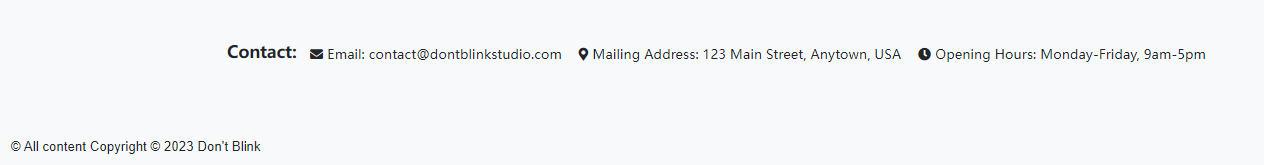 Contact: Email: contact@dontblinkstudio.com Mailing Address: 123 Main Street, Anytown, USA Opening Hours: Monday-Friday, 9am-5pm
© All content Copyright © 2023 Don't Blink